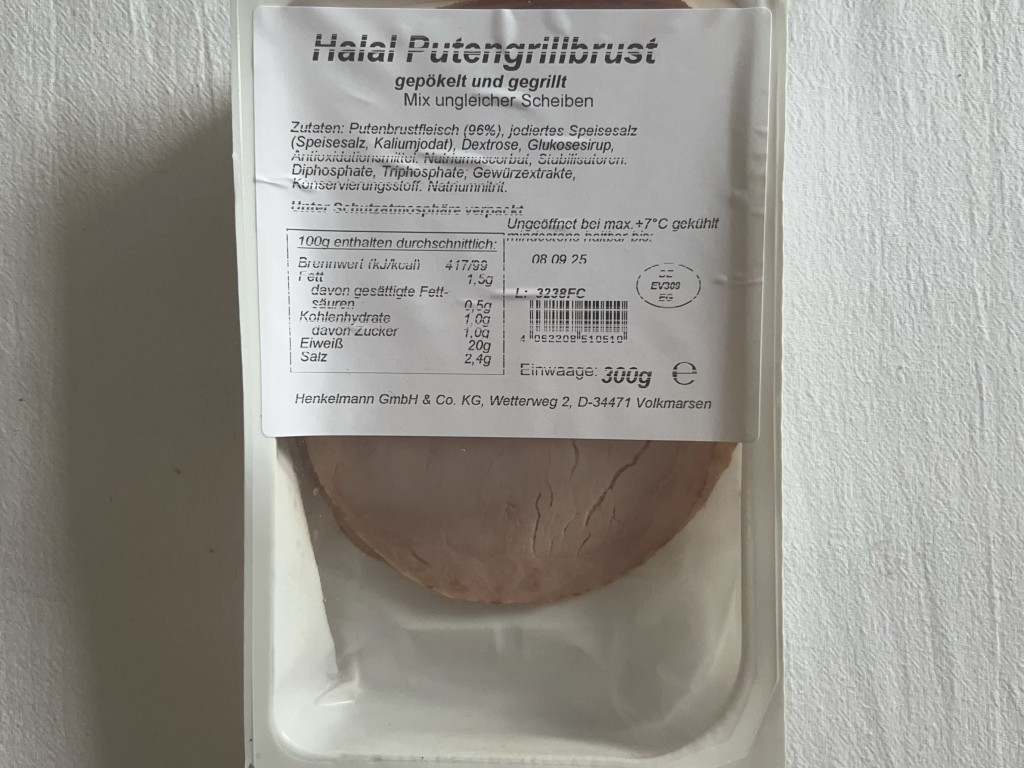 Halal Putengrillbrust
gepökelt und gegrillt
Mix ungleicher Scheiben
Zutaten: Putenbrustfleisch (96%), jodiertes Speisesalz
(Speisesalz, Kaliumjodat), Dextrose, Glukosesirup,
Antioxidationsmittel: Natriumascorbat, Stabilisatoren:
Diphosphate, Triphosphate, Gewürzextrakte,
Konservierungsstoff: Natriumnitrit.
Unter Schutzatmosphäre verpackt
Ungeöffnet bei max.+7°C gekühlt
mindestens haltbar bis:
08 09 25
100g enthalten durchschnittlich:
Brennwert (kJ/kcal) 417/99
Fett 1,5g
davon gesättigte Fett-
säuren 0,5g
Kohlenhydrate 1,0g
davon Zucker 1,0g
Eiweiß 20g
Salz 2,4g
L: 3238FC
DE
EV309
EG
Einwaage: 300g e
Henkelmann GmbH & Co. KG, Wetterweg 2, D-34471 Volkmarsen